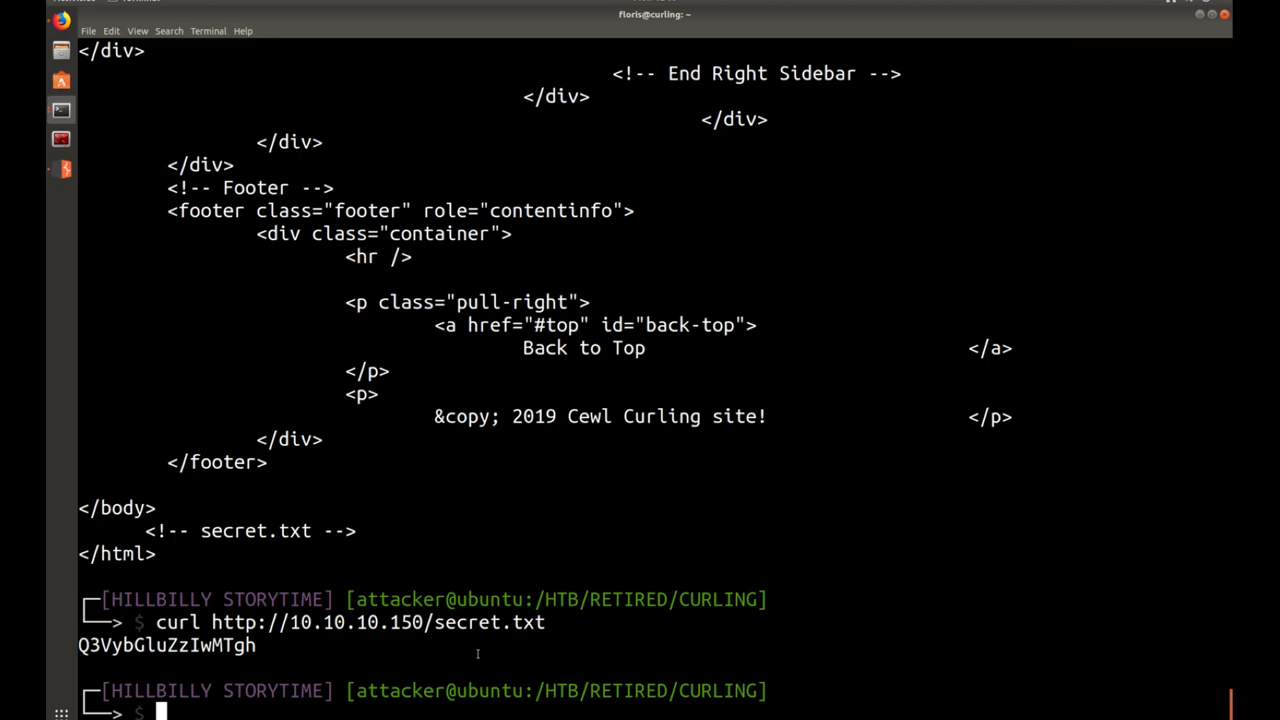 floris@curling: ~
File Edit View Search Terminal Help
</div>
<!-- End Right Sidebar -->
</div>
</div>
</div>
</div>
<!-- Footer -->
<footer class="footer" role="contentinfo">
<div class="container">
<hr />
<p class="pull-right">
<a href="#top" id="back-top">
Back to Top </a>
</p>
<p>
&copy; 2019 Cewl Curling site! </p>
</div>
</footer>
</body>
<!-- secret.txt -->
</html>
[HILLBILLY STORYTIME] [attacker@ubuntu:/HTB/RETIRED/CURLING]
$ curl http://10.10.10.150/secret.txt
Q3VybGluZzIwMTgh
[HILLBILLY STORYTIME] [attacker@ubuntu:/HTB/RETIRED/CURLING]
$